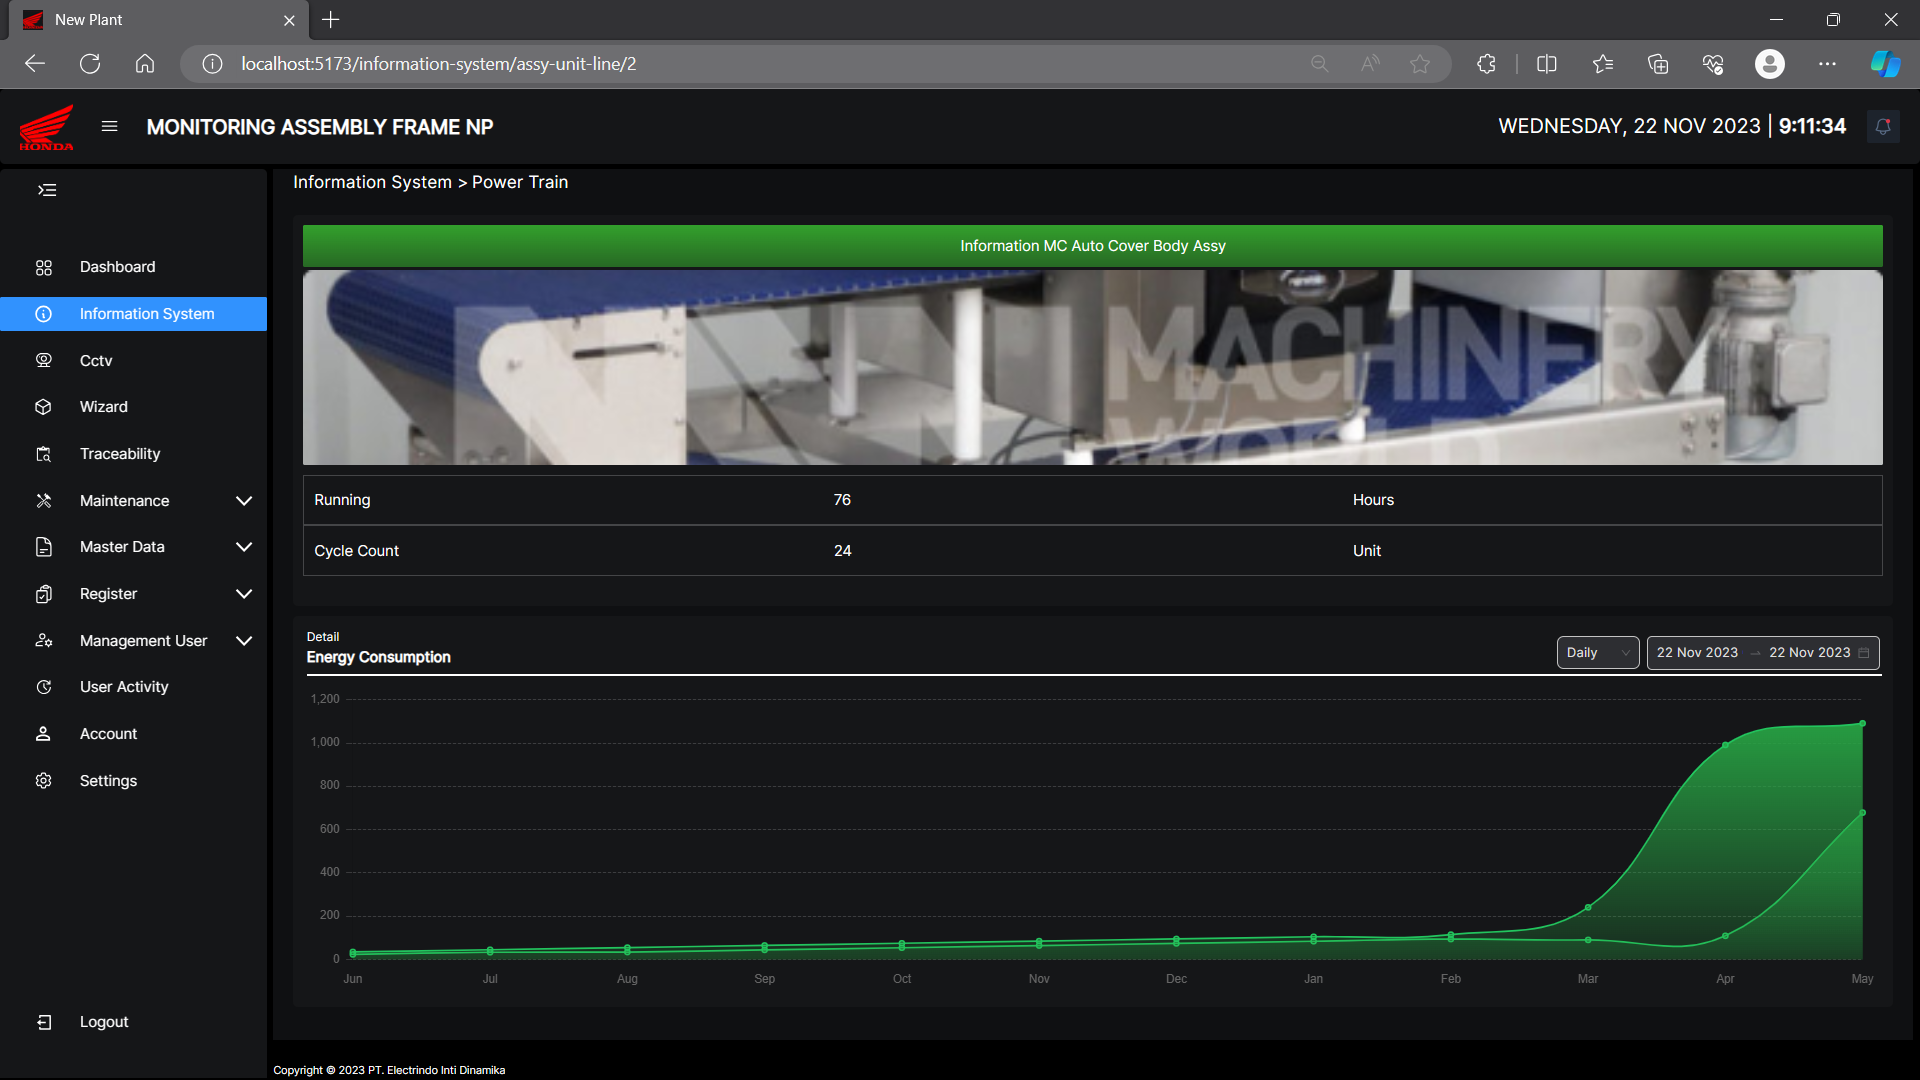 New Plant
localhost:5173/information-system/assy-unit-line/2
HONDA
MONITORING ASSEMBLY FRAME NP
WEDNESDAY, 22 NOV 2023 | 9:11:34
Information System > Power Train
Dashboard
Information System
Cctv
Wizard
Traceability
Maintenance
Master Data
Register
Management User
User Activity
Account
Settings
Logout
Information MC Auto Cover Body Assy
MACHINERY
WORLD
Running 76 Hours
Cycle Count 24 Unit
Detail
Energy Consumption
Daily
22 Nov 2023 → 22 Nov 2023
1,200
1,000
800
600
400
200
0
Jun Jul Aug Sep Oct Nov Dec Jan Feb Mar Apr May
Copyright © 2023 PT. Electrindo Inti Dinamika